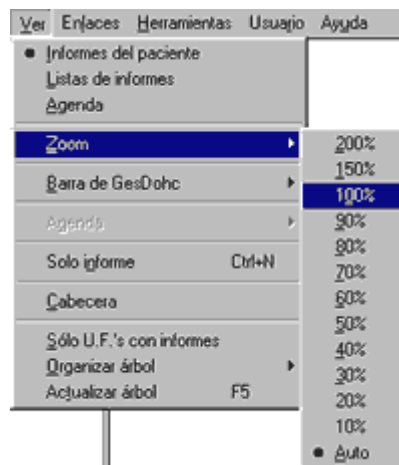 Ver Enlaces Herramientas Usuario Ayuda
Informes del paciente
Listas de informes
Agenda
Zoom
Barra de GesDohc
Agenda
Solo informe Ctrl+N
Cabecera
Sólo U.F.'s con informes
Organizar árbol
Actualizar árbol F5
200%
150%
100%
90%
80%
70%
60%
50%
40%
30%
20%
10%
Auto